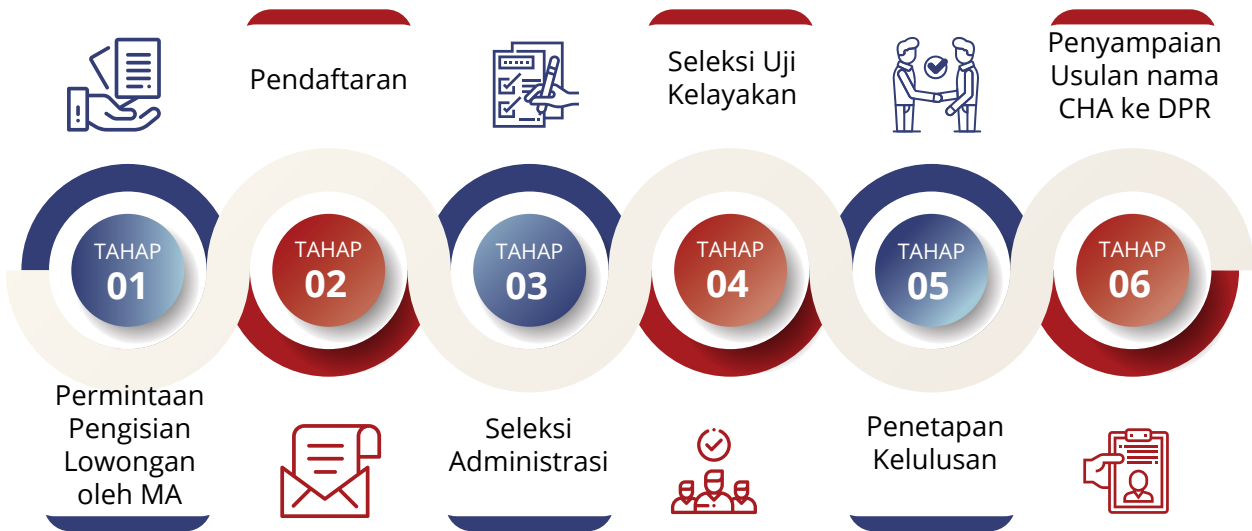 TAHAP
01
Permintaan
Pengisian
Lowongan
oleh MA
Pendaftaran
TAHAP
02
TAHAP
03
Seleksi
Administrasi
Seleksi Uji
Kelayakan
TAHAP
04
TAHAP
05
Penetapan
Kelulusan
Penyampaian
Usulan nama
CHA ke DPR
TAHAP
06